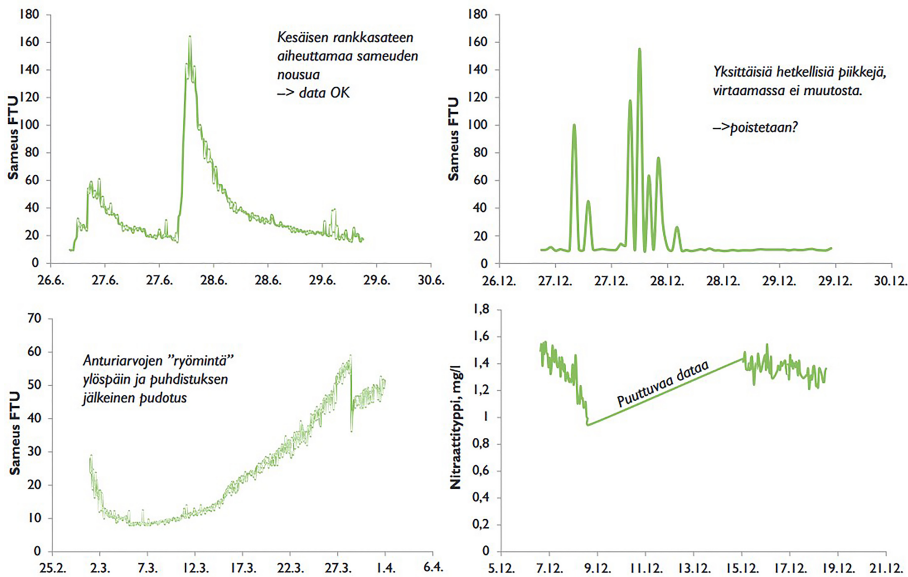 180
160
140
120
100
80
60
40
20
0
Sameus FTU
Kesäisen rankkasateen
aiheuttamaa sameuden
nousua
–> data OK
26.6. 27.6. 27.6. 28.6. 28.6. 29.6. 29.6. 30.6.
180
160
140
120
100
80
60
40
20
0
Sameus FTU
Yksittäisiä hetkellisiä piikkejä,
virtaamassa ei muutosta.
–>poistetaan?
26.12. 27.12. 27.12. 28.12. 28.12. 29.12. 29.12. 30.12.
70
60
50
40
30
20
10
0
Sameus FTU
Anturiarvojen ”ryömintä”
ylöspäin ja puhdistuksen
jälkeinen pudotus
25.2. 2.3. 7.3. 12.3. 17.3. 22.3. 27.3. 1.4. 6.4.
1,8
1,6
1,4
1,2
1
0,8
0,6
0,4
0,2
0
Nitraattityppi, mg/l
Puuttuvaa dataa
5.12. 7.12. 9.12. 11.12. 13.12. 15.12. 17.12. 19.12. 21.12.